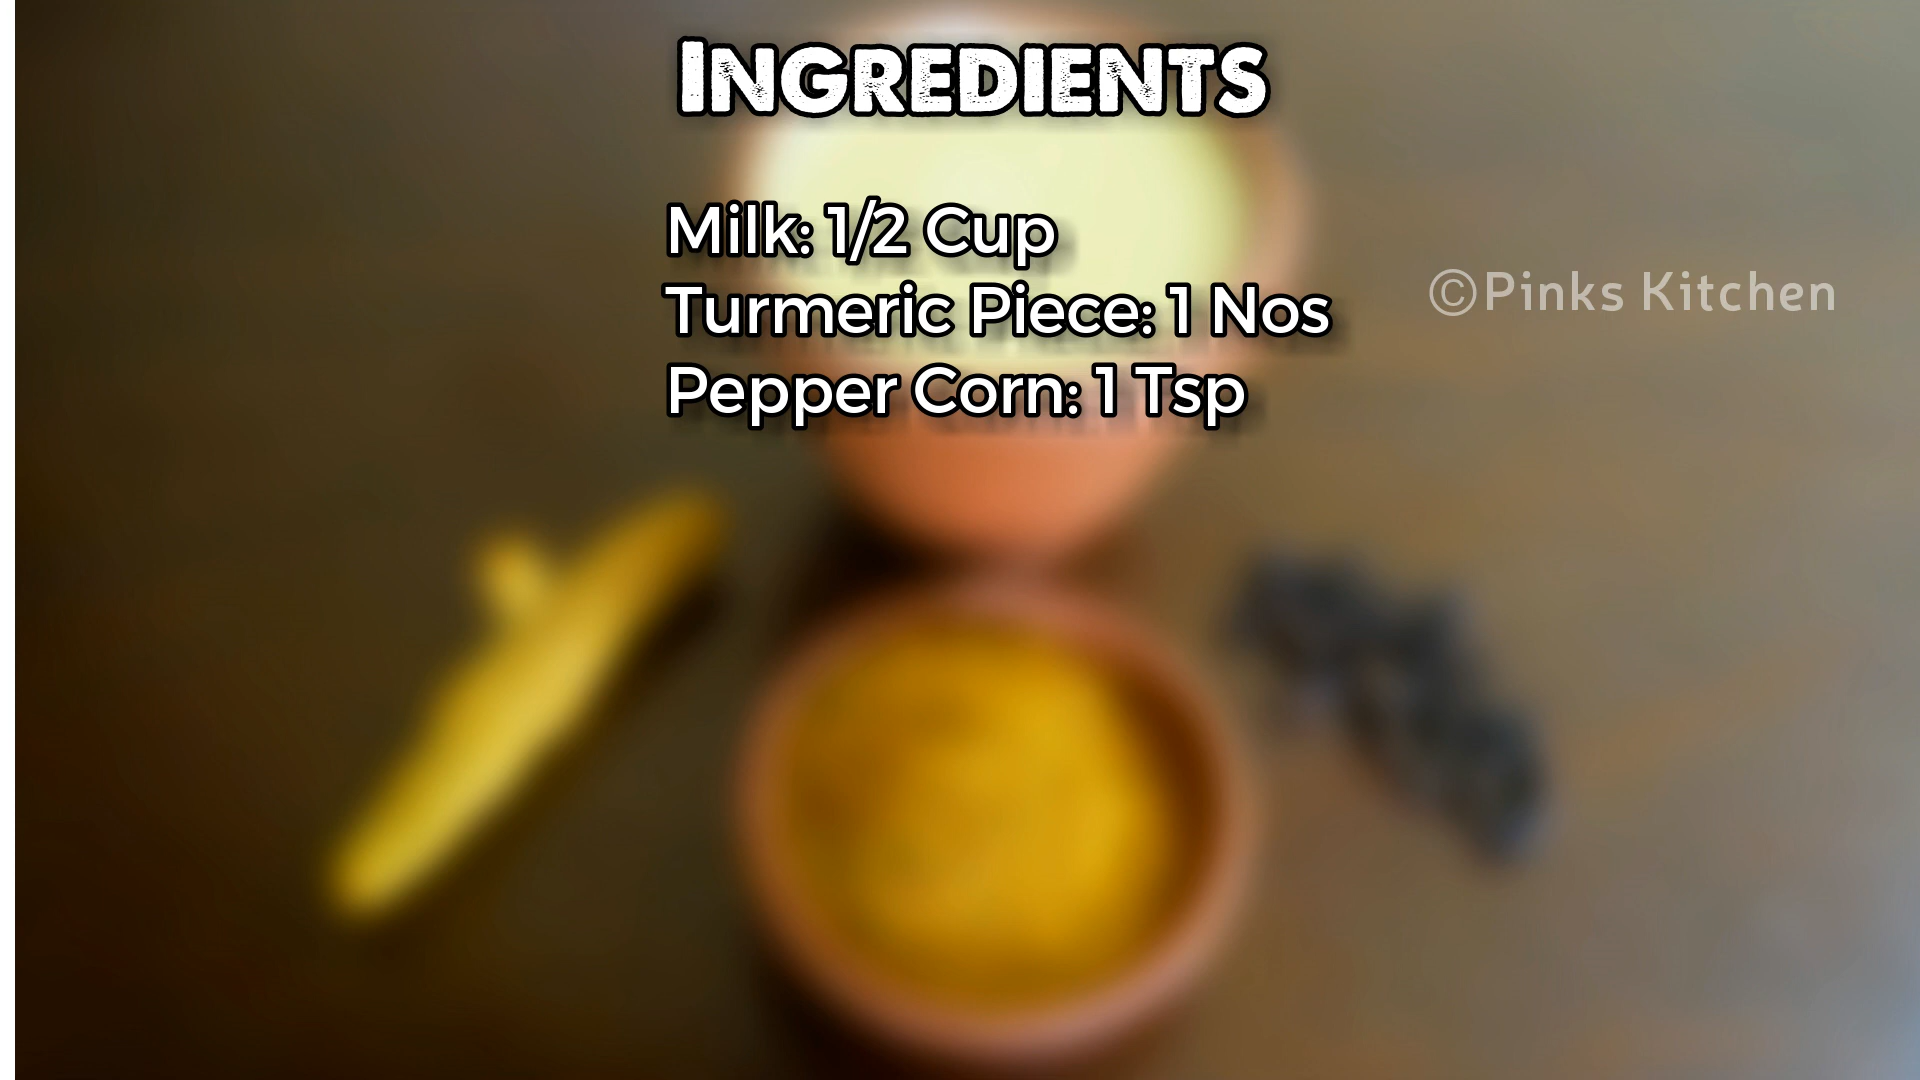 Ingredients
Milk: 1/2 Cup
Turmeric Piece: 1 Nos
©Pinks Kitchen
Pepper Corn: 1 Tsp